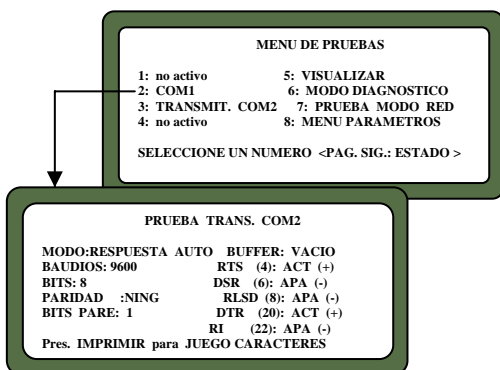 MENU DE PRUEBAS
1: no activo 5: VISUALIZAR
2: COM1 6: MODO DIAGNOSTICO
3: TRANSMIT. COM2 7: PRUEBA MODO RED
4: no activo 8: MENU PARAMETROS
SELECCIONE UN NUMERO <PAG. SIG.: ESTADO >
PRUEBA TRANS. COM2
MODO:RESPUESTA AUTO BUFFER: VACIO
BAUDIOS: 9600 RTS (4): ACT (+)
BITS: 8 DSR (6): APA (-)
PARIDAD :NING RLSD (8): APA (-)
BITS PARE: 1 DTR (20): ACT (+)
RI (22): APA (-)
Pres. IMPRIMIR para JUEGO CARACTERES